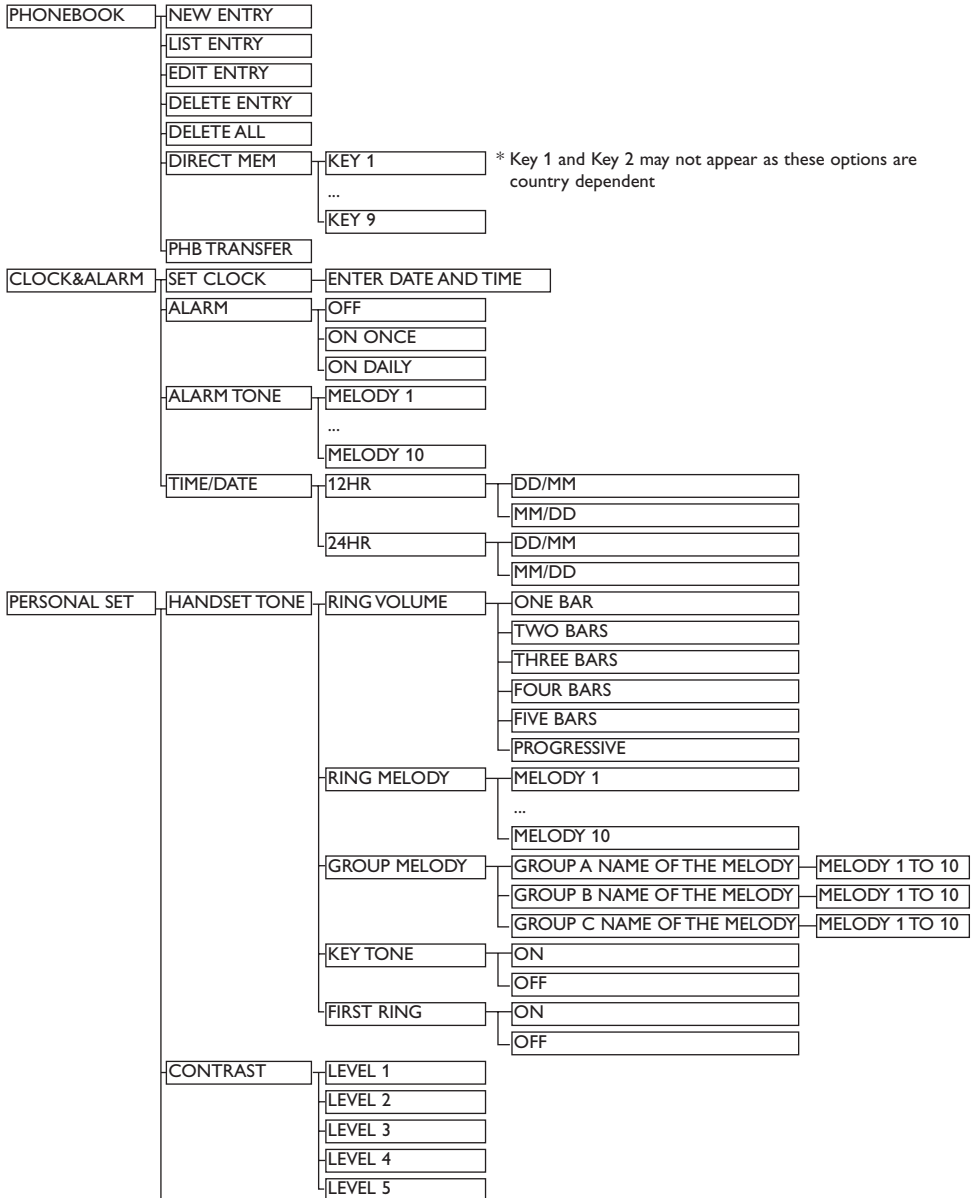 PHONEBOOK NEW ENTRY
LIST ENTRY
EDIT ENTRY
DELETE ENTRY
DELETE ALL
DIRECT MEM KEY 1 * Key 1 and Key 2 may not appear as these options are
... country dependent
KEY 9
PHB TRANSFER
CLOCK&ALARM SET CLOCK ENTER DATE AND TIME
ALARM OFF
ON ONCE
ON DAILY
ALARM TONE MELODY 1
...
MELODY 10
TIME/DATE 12HR DD/MM
MM/DD
24HR DD/MM
MM/DD
PERSONAL SET HANDSET TONE RING VOLUME ONE BAR
TWO BARS
THREE BARS
FOUR BARS
FIVE BARS
PROGRESSIVE
RING MELODY MELODY 1
...
MELODY 10
GROUP MELODY GROUP A NAME OF THE MELODY MELODY 1 TO 10
GROUP B NAME OF THE MELODY MELODY 1 TO 10
GROUP C NAME OF THE MELODY MELODY 1 TO 10
KEY TONE ON
OFF
FIRST RING ON
OFF
CONTRAST LEVEL 1
LEVEL 2
LEVEL 3
LEVEL 4
LEVEL 5